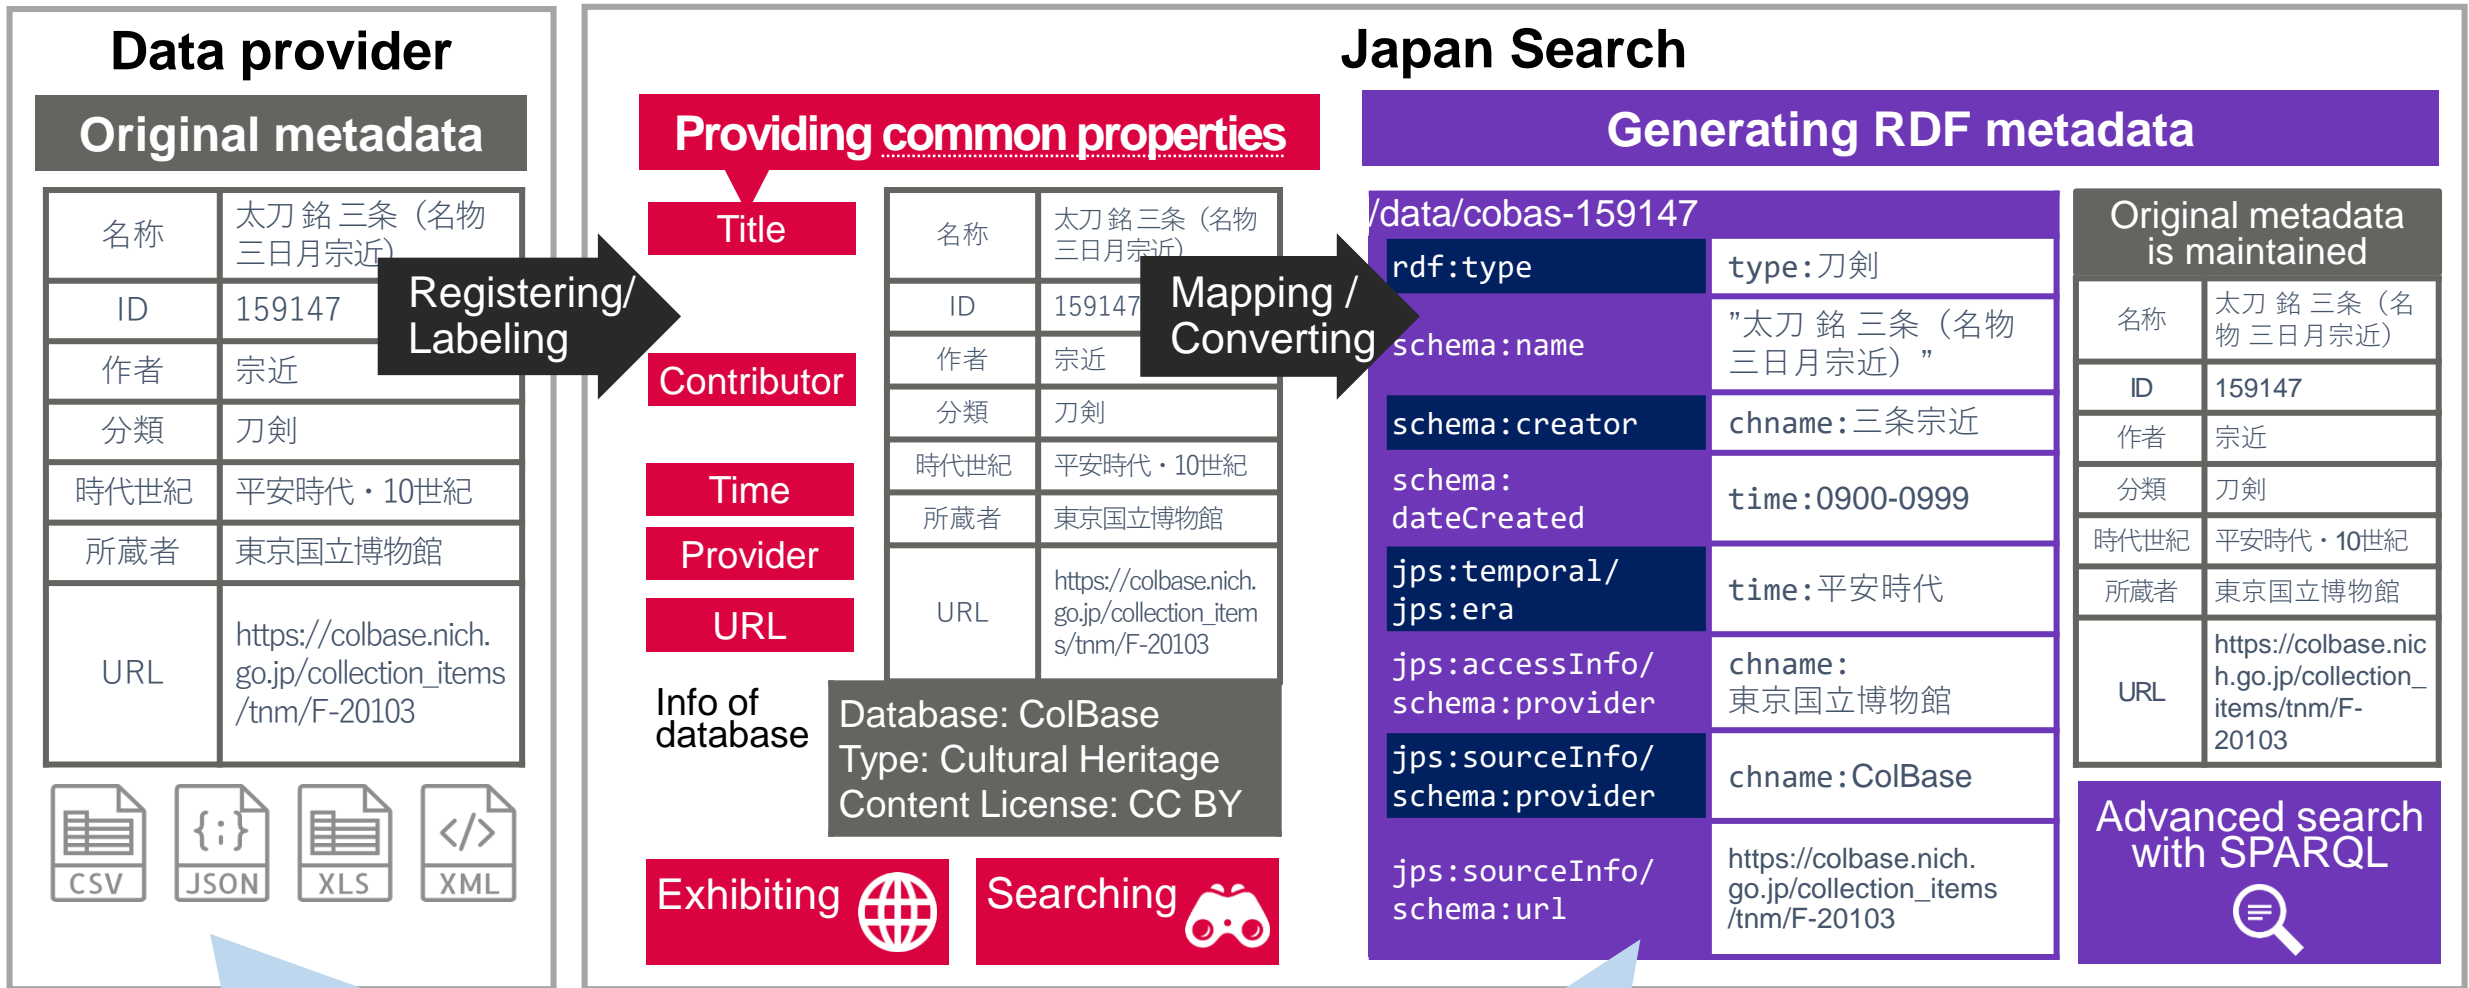 Data provider
Original metadata
名称
太刀 銘 三条（名物
三日月宗近）
ID
159147
作者
宗近
分類
刀剣
時代世紀
平安時代・10世紀
所蔵者
東京国立博物館
URL
https://colbase.nich.
go.jp/collection_items
/tnm/F-20103
CSV
JSON
XLS
XML
Registering/
Labeling
Japan Search
Providing common properties
Title
Contributor
Time
Provider
URL
名称
太刀 銘 三条（名物
三日月宗近）
ID
159147
作者
宗近
分類
刀剣
時代世紀
平安時代・10世紀
所蔵者
東京国立博物館
URL
https://colbase.nich.
go.jp/collection_item
s/tnm/F-20103
Info of
database
Database: ColBase
Type: Cultural Heritage
Content License: CC BY
Exhibiting
Searching
Mapping /
Converting
Generating RDF metadata
/data/cobas-159147
rdf:type
type:刀剣
schema:name
”太刀 銘 三条（名物
三日月宗近）”
schema:creator
chname:三条宗近
schema:
dateCreated
time:0900-0999
jps:temporal/
jps:era
time:平安時代
jps:accessInfo/
schema:provider
chname:
東京国立博物館
jps:sourceInfo/
schema:provider
chname:ColBase
jps:sourceInfo/
schema:url
https://colbase.nich.
go.jp/collection_items
/tnm/F-20103
Original metadata
is maintained
名称
太刀 銘 三条（名
物 三日月宗近）
ID
159147
作者
宗近
分類
刀剣
時代世紀
平安時代・10世紀
所蔵者
東京国立博物館
URL
https://colbase.nic
h.go.jp/collection_
items/tnm/F-
20103
Advanced search
with SPARQL